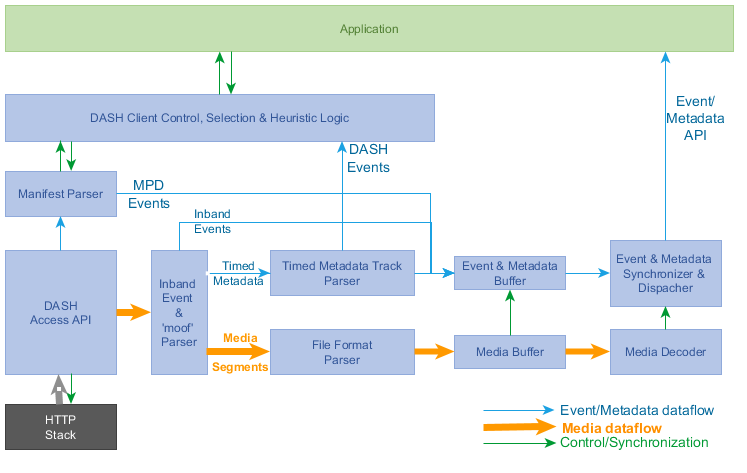 Application
Event/
Metadata
API
DASH Client Control, Selection & Heuristic Logic
DASH
Events
Manifest Parser
MPD
Events
Inband
Events
DASH
Access API
Inband
Event
&
'moof'
Parser
Timed
Metadata
Timed Metadata Track
Parser
Event & Metadata
Buffer
Event & Metadata
Synchronizer &
Dispacher
Media
Segments
File Format
Parser
Media Buffer
Media Decoder
HTTP
Stack
Event/Metadata dataflow
Media dataflow
Control/Synchronization